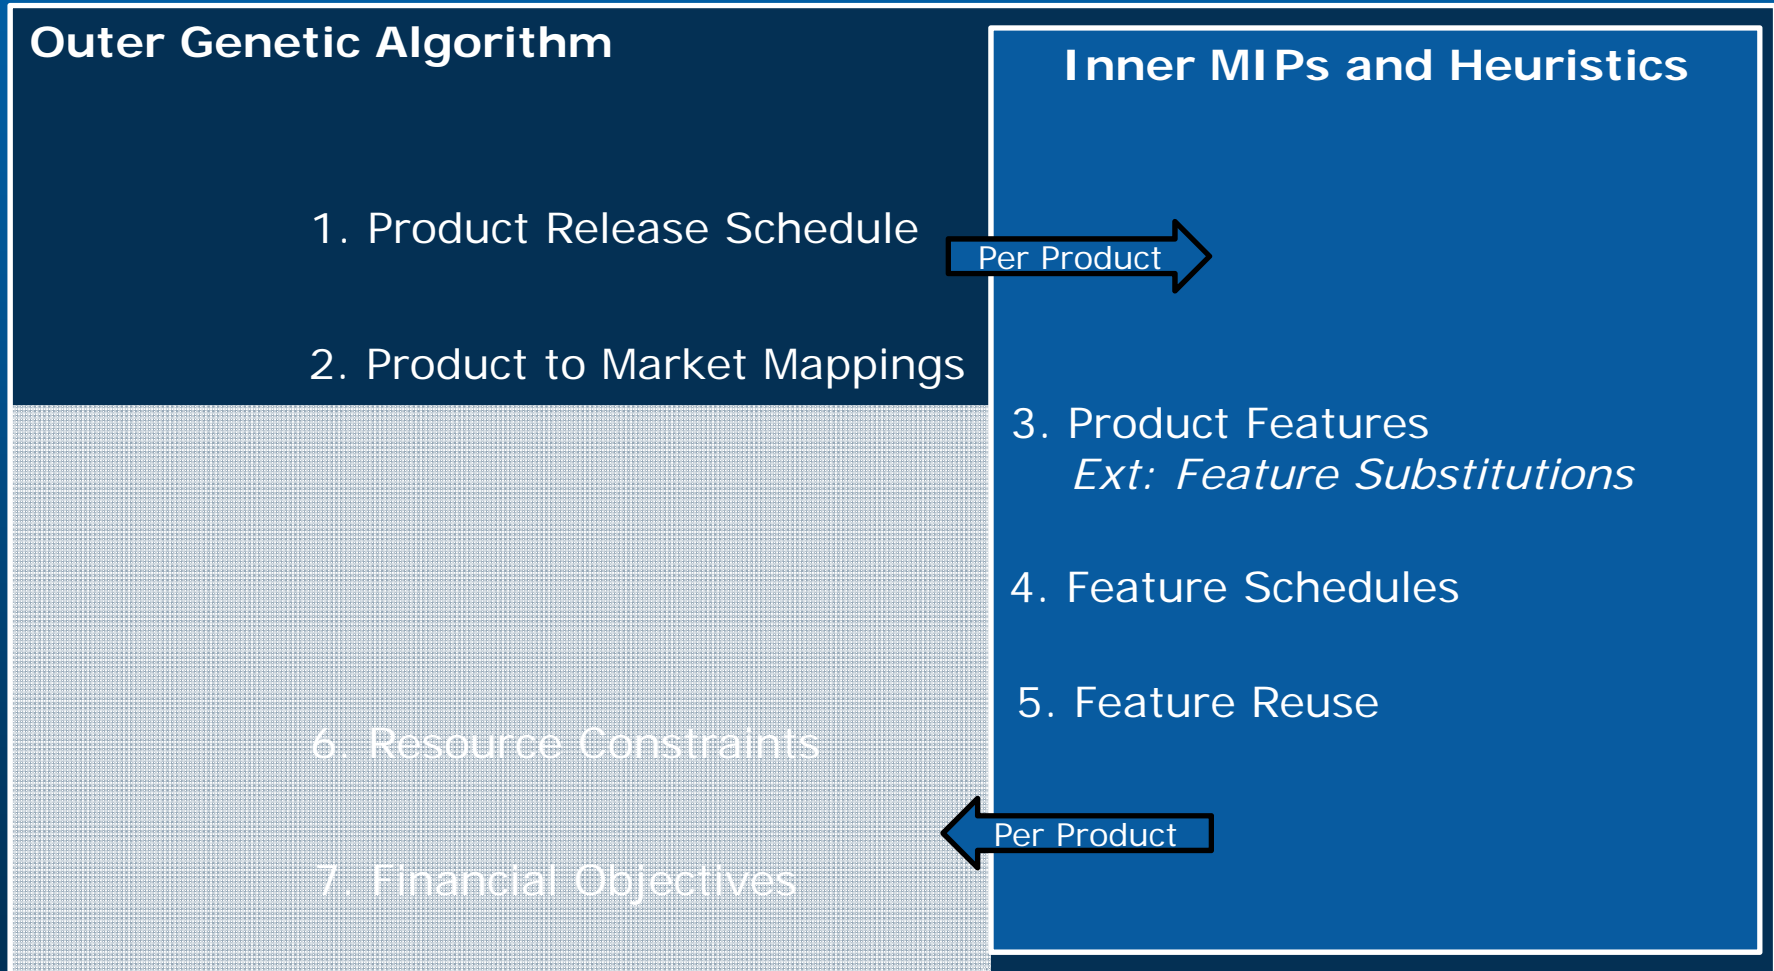 Outer Genetic Algorithm
Inner MIPs and Heuristics
1. Product Release Schedule
Per Product
2. Product to Market Mappings
3. Product Features
Ext: Feature Substitutions
4. Feature Schedules
5. Feature Reuse
6. Resource Constraints
Per Product
7. Financial Objectives